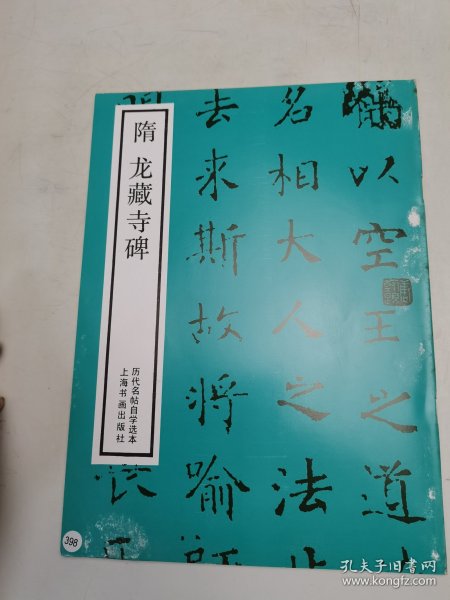 隋 龙藏寺碑
历代名帖自学选本
上海书画出版社
以空王之道
名相大人之法
去来斯故将喻
398
孔夫子旧书网
www.kongfz.com